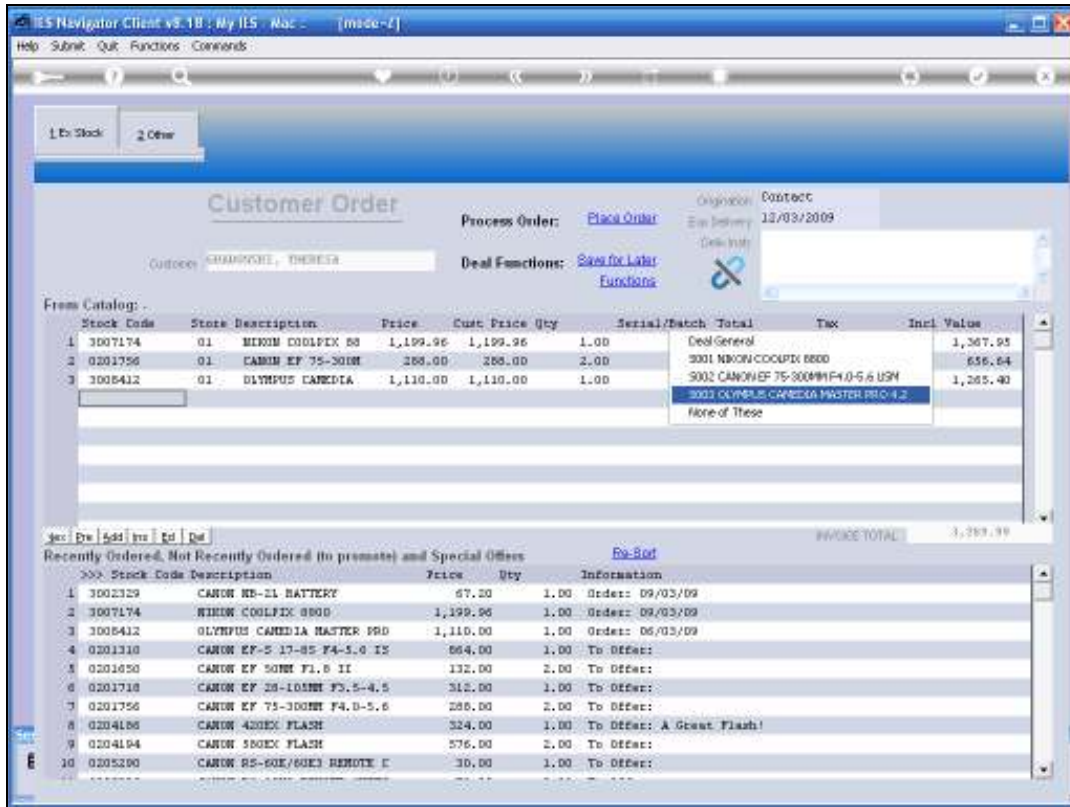 IES Navigator Client v8.18 : My IES - Mac :   [mode-Z]
Help Submit Quit Functions Commands
1 Ex Stock 2 Other
Customer Order
Process Order: Place Order
Origination Contact
12/03/2009
Customer THERESA
Deal Functions: Save for Later
Functions
From Catalog: .
Stock Code Store Description Price Cust Price Qty Serial/Batch Total Tax Incl Value
1 3007174 01 NIKON COOLPIX 88 1,199.96 1,199.96 1.00 1,367.95
2 0201756 01 CANON EF 75-300M 288.00 288.00 2.00 656.64
3 3008412 01 OLYMPUS CAMEDIA 1,110.00 1,110.00 1.00 1,265.40
Deal General
S001 NIKON COOLPIX 8800
S002 CANON EF 75-300MM F4.0-5.6 USM
S003 OLYMPUS CAMEDIA MASTER PRO 4.2
None of These
Pre Add Ins Del
INVOICE TOTAL
Recently Ordered, Not Recently Ordered (to promote) and Special Offers Re-Sort
>>> Stock Code Description Price Qty Information
1 3002329 CANON NB-2L BATTERY 67.20 1.00 Order: 09/03/09
2 3007174 NIKON COOLPIX 8800 1,199.96 1.00 Order: 09/03/09
3 3008412 OLYMPUS CAMEDIA MASTER PRO 1,110.00 1.00 Order: 06/03/09
4 0201310 CANON EF-S 17-85 F4-5.6 IS 864.00 1.00 To Offer:
5 0201650 CANON EF 50MM F1.8 II 132.00 2.00 To Offer:
6 0201718 CANON EF 28-105MM F3.5-4.5 312.00 1.00 To Offer:
7 0201756 CANON EF 75-300MM F4.0-5.6 288.00 2.00 To Offer:
8 0204186 CANON 420EX FLASH 324.00 1.00 To Offer: A Great Flash!
9 0204194 CANON 580EX FLASH 576.00 2.00 To Offer:
10 0205290 CANON RS-60E/60E3 REMOTE C 30.00 1.00 To Offer: